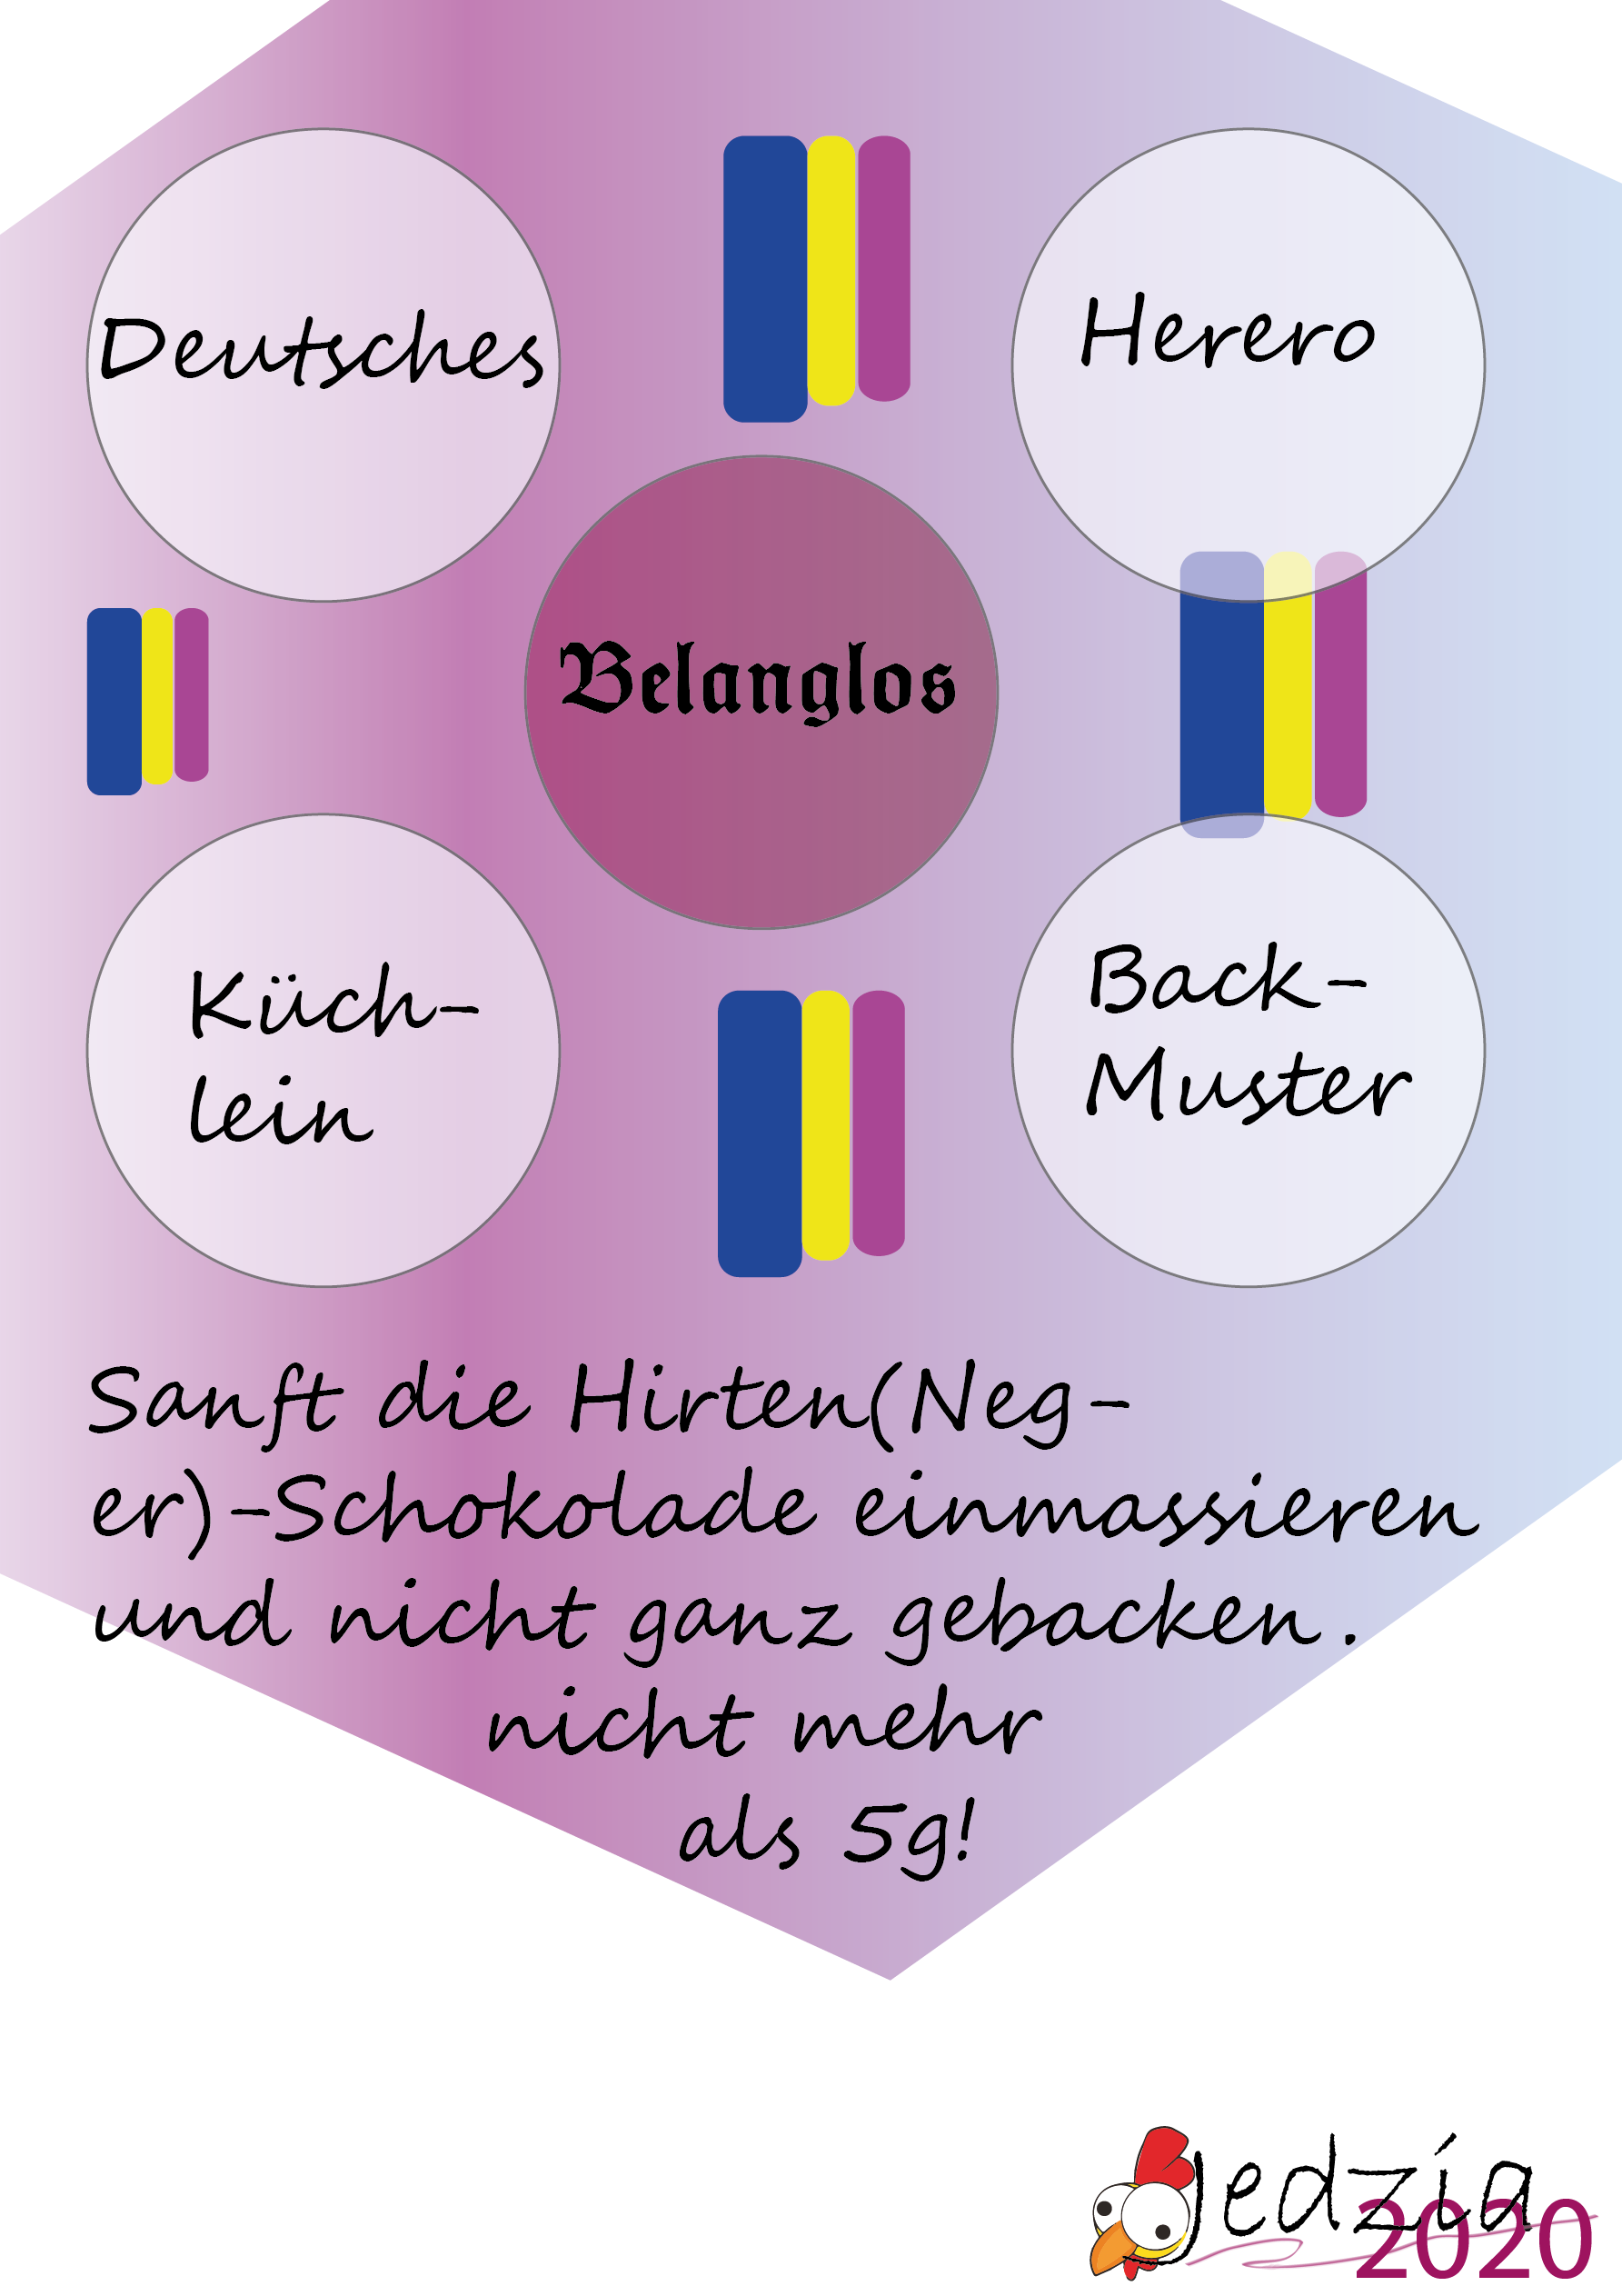 Deutsches
Herero
Belanglos
Küch-
lein
Back-
Muster
Sanft die Hirten(Neg-
er)-Schokolade einmassieren
und nicht ganz gebacken.
nicht mehr
als 5g!
Jedzia
2020